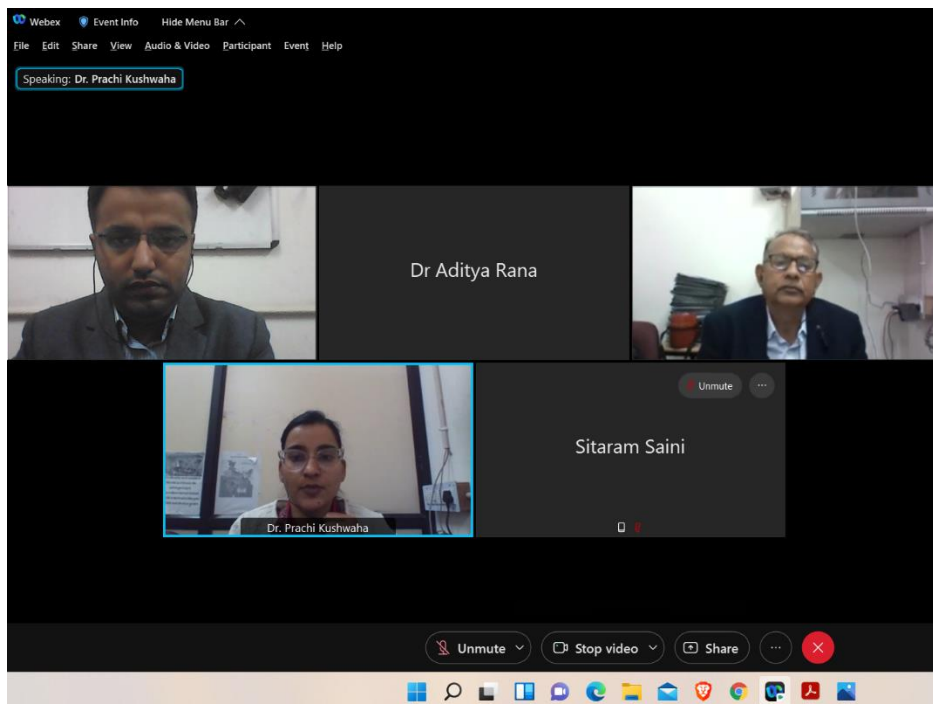 Webex Event Info Hide Menu Bar
File Edit Share View Audio & Video Participant Event Help
Speaking: Dr. Prachi Kushwaha
Dr Aditya Rana
Unmute
Sitaram Saini
Dr. Prachi Kushwaha
Unmute Stop video Share